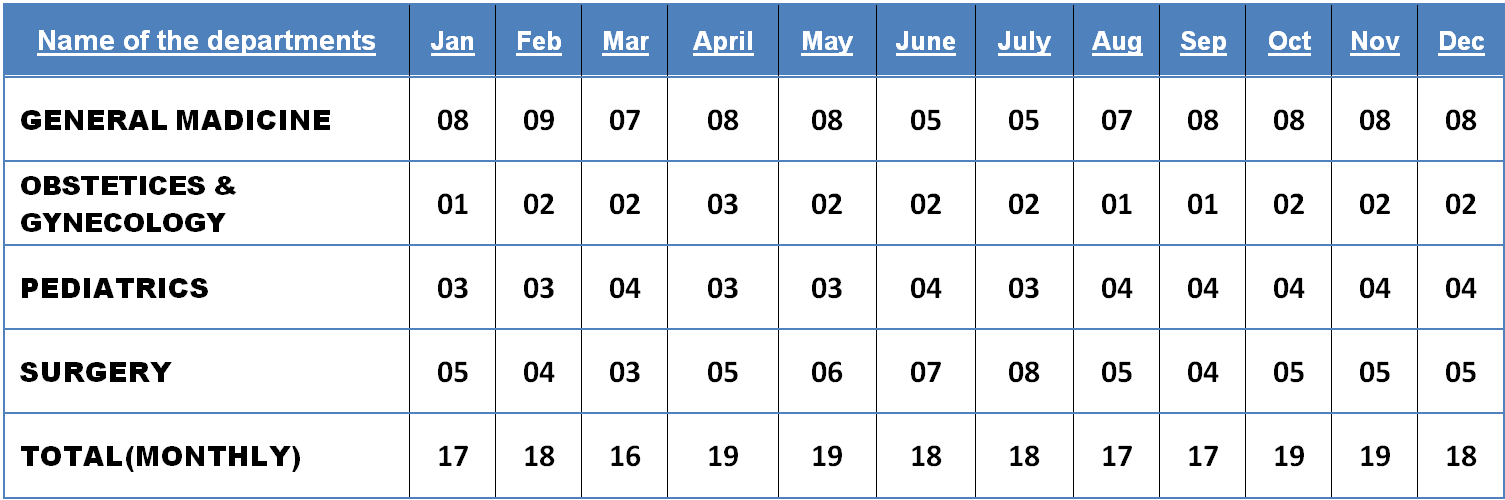 Name of the departments Jan Feb Mar April May June July Aug Sep Oct Nov Dec
GENERAL MADICINE 08 09 07 08 08 05 05 07 08 08 08 08
OBSTETICES &
GYNECOLOGY 01 02 02 03 02 02 02 01 01 02 02 02
PEDIATRICS 03 03 04 03 03 04 03 04 04 04 04 04
SURGERY 05 04 03 05 06 07 08 05 04 05 05 05
TOTAL(MONTHLY) 17 18 16 19 19 18 18 17 17 19 19 18